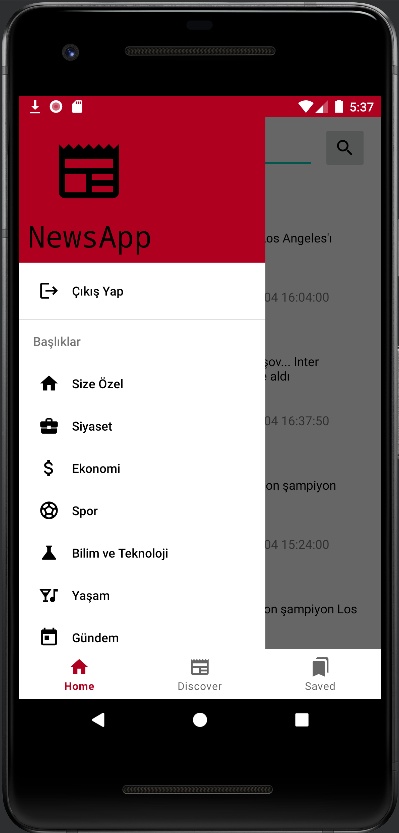 5:37
NewsApp
Çıkış Yap
Başlıklar
Size Özel
Siyaset
Ekonomi
Spor
Bilim ve Teknoloji
Yaşam
Gündem
Los Angeles'ı
04 16:04:00
şov... Inter
aldı
04 16:37:50
on şampiyon
04 15:24:00
on şampiyon Los
Home
Discover
Saved